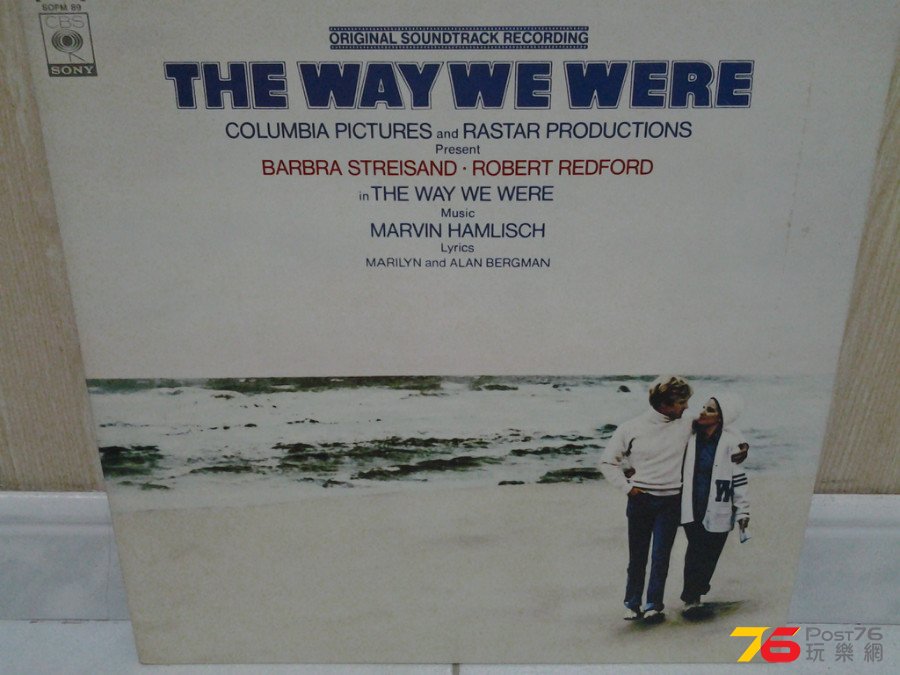 SOPM 89
CBS
SONY
ORIGINAL SOUNDTRACK RECORDING
THE WAY WE WERE
COLUMBIA PICTURES and RASTAR PRODUCTIONS
Present
BARBRA STREISAND · ROBERT REDFORD
in THE WAY WE WERE
Music
MARVIN HAMLISCH
Lyrics
MARILYN and ALAN BERGMAN
76 Post76
玩樂網